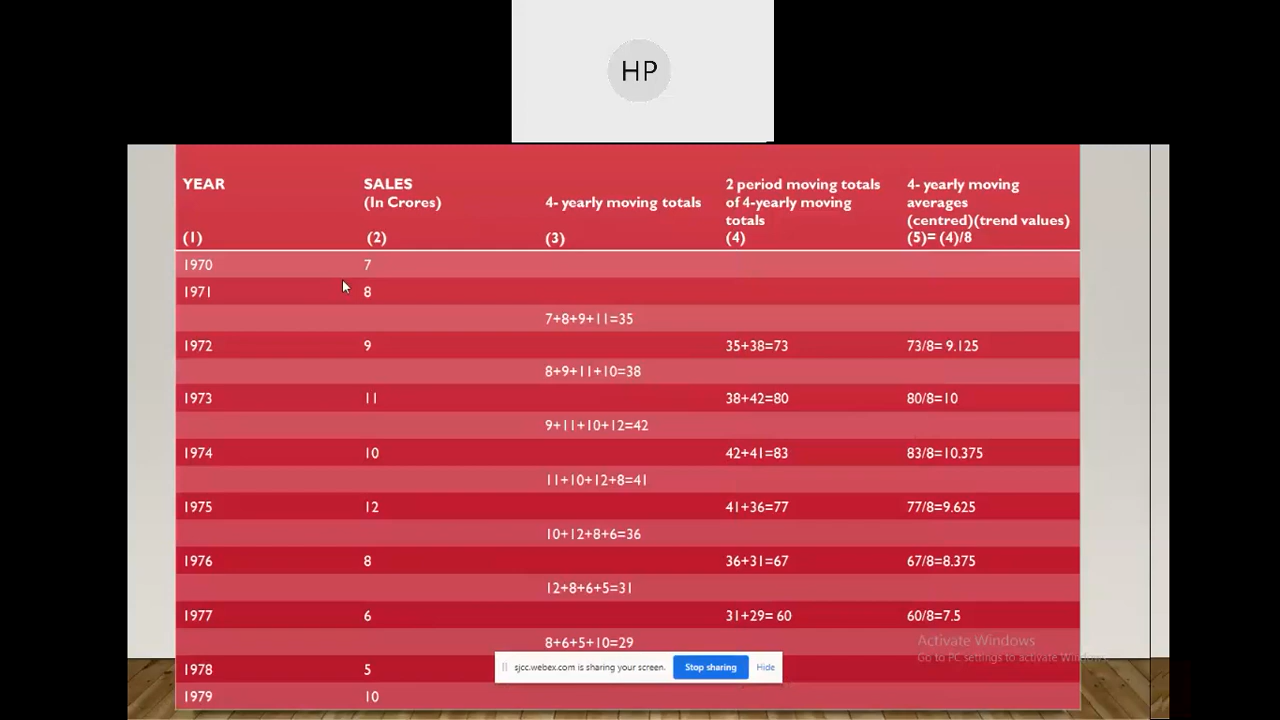 HP
YEAR SALES 2 period moving totals 4- yearly moving
(In Crores) 4- yearly moving totals of 4-yearly moving averages
totals (centred)(trend values)
(1) (2) (3) (4) (5)= (4)/8
1970 7
1971 8
7+8+9+11=35
1972 9 35+38=73 73/8= 9.125
8+9+11+10=38
1973 11 38+42=80 80/8=10
9+11+10+12=42
1974 10 42+41=83 83/8=10.375
11+10+12+8=41
1975 12 41+36=77 77/8=9.625
10+12+8+6=36
1976 8 36+31=67 67/8=8.375
12+8+6+5=31
1977 6 31+29= 60 60/8=7.5
8+6+5+10=29
Activate Windows
Go to PC settings to activate Windows.
sjcc.webex.com is sharing your screen. Stop sharing Hide
1978 5
1979 10